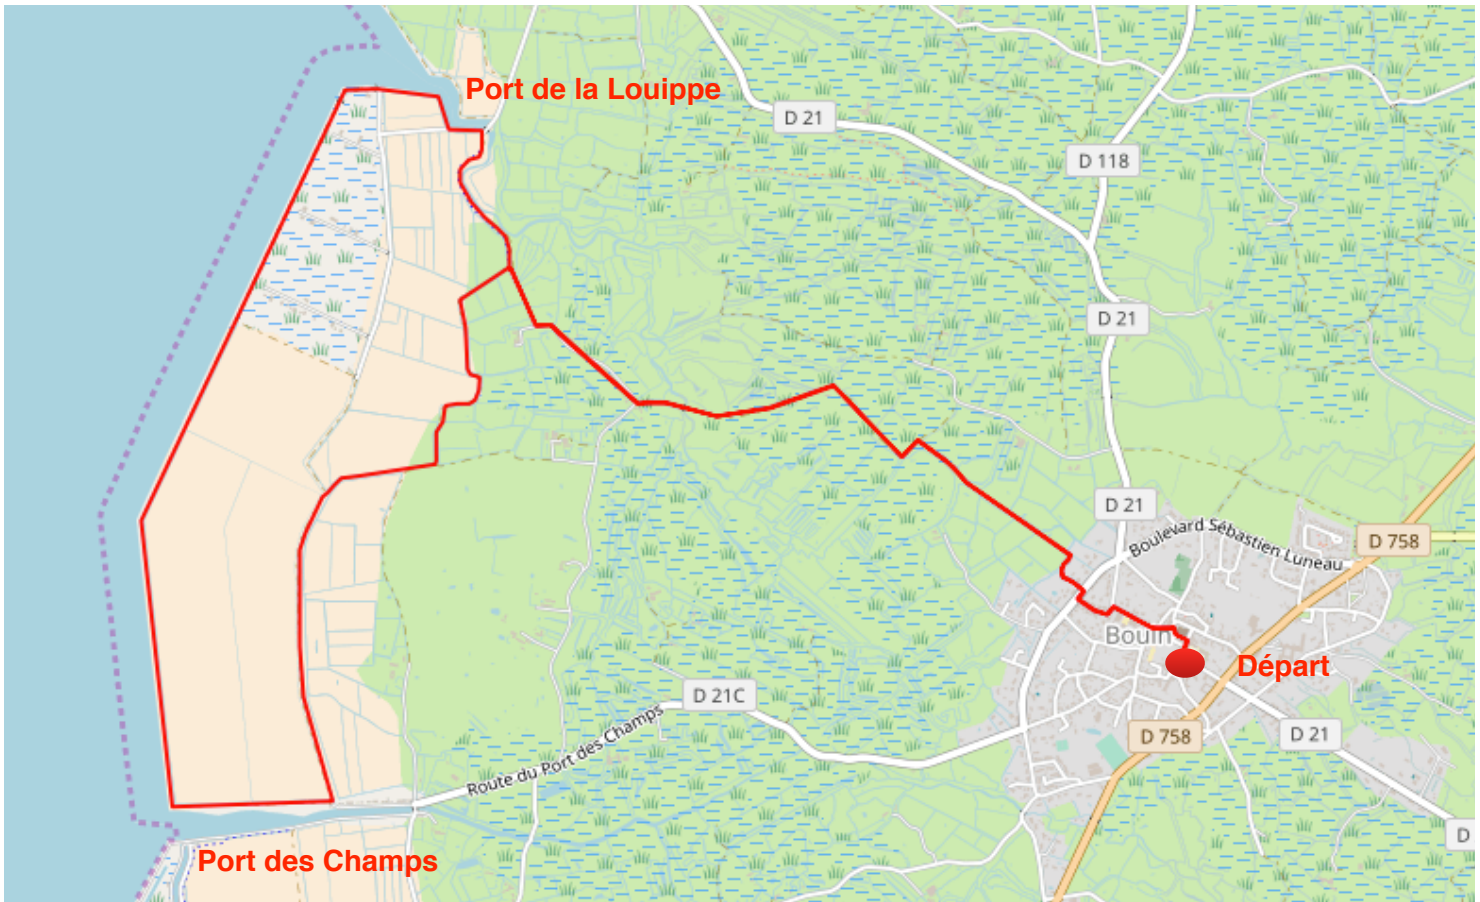 Port de la Louippe
D 21
D 118
D 21
D 21
Boulevard Sébastien Luneau
D 758
Bouin
Départ
D 21C
Route du Port des Champs
D 758
D 21
D
Port des Champs